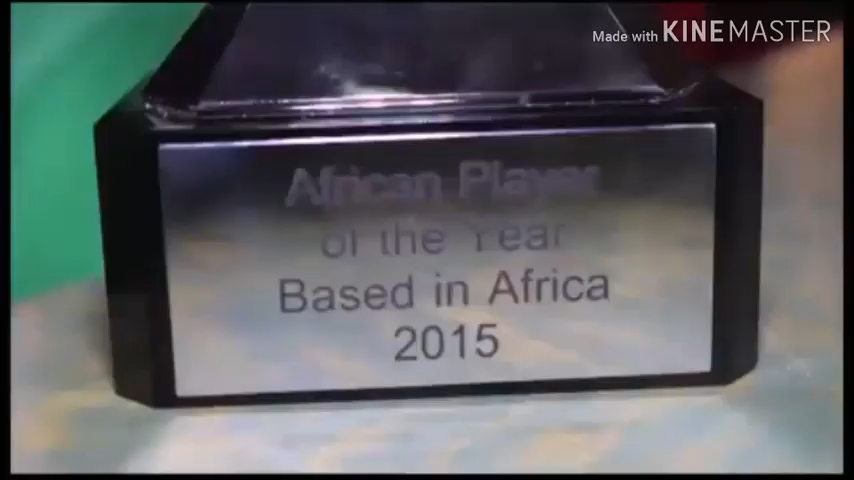 Made with KINEMASTER
African Player
of the Year
Based in Africa
2015